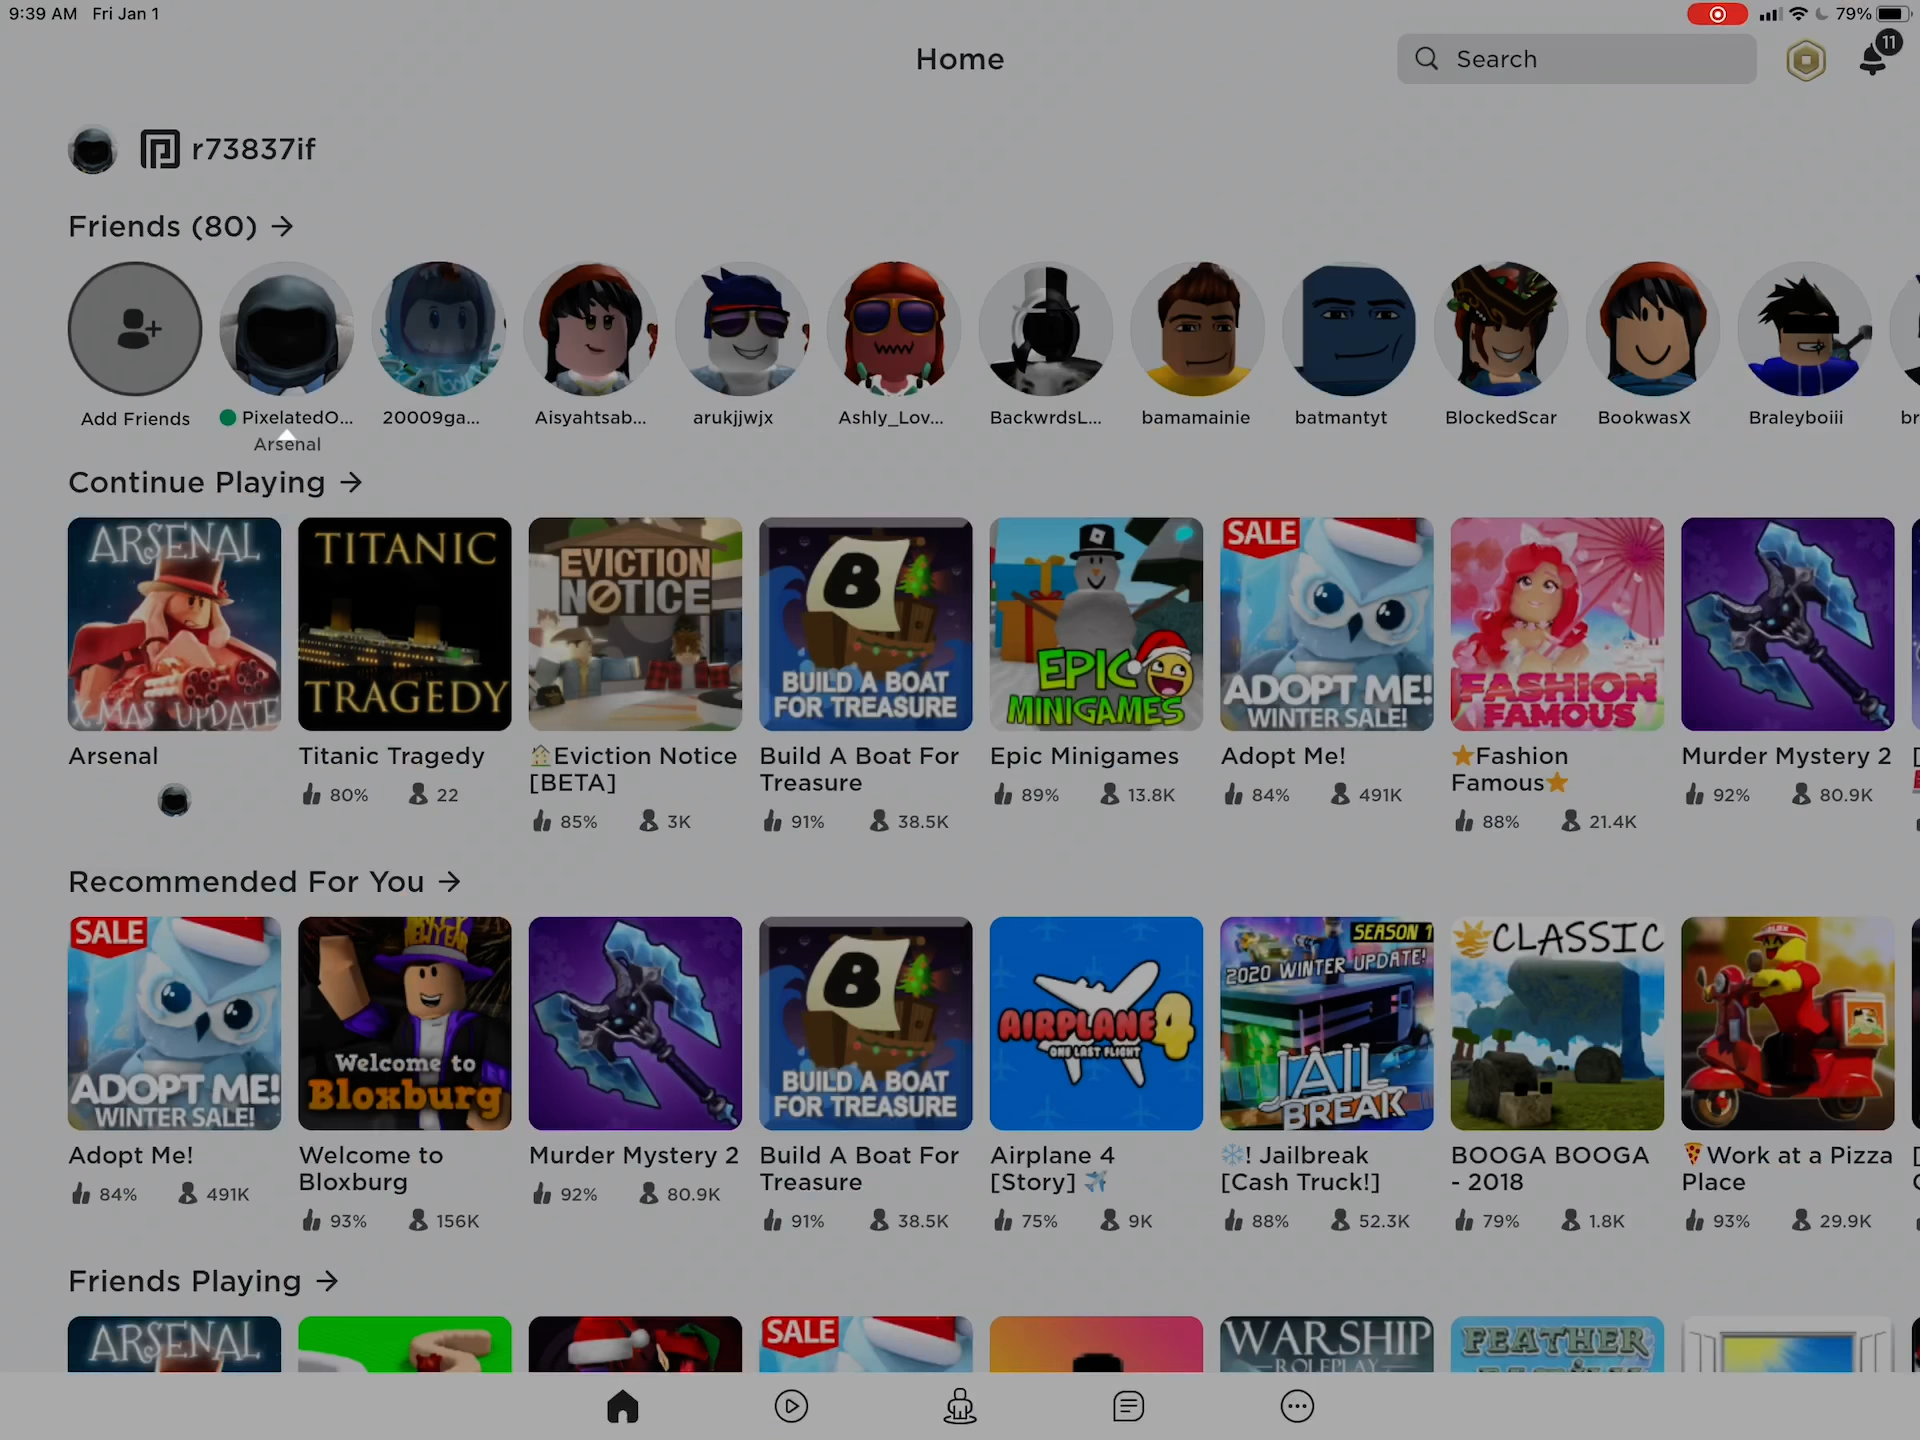 9:39 AM Fri Jan 1
79%
Home
Search
11
r73837if
Friends (80) →
Add Friends
PixelatedO...
Arsenal
20009ga...
Aisyahtsab...
arukjjwjx
Ashly_Lov...
BackwrdsL...
bamamainie
batmantyt
BlockedScar
BookwasX
Braleyboiii
br
Continue Playing →
ARSENAL
X-MAS UPDATE
TITANIC
TRAGEDY
EVICTION
NOTICE
B
BUILD A BOAT
FOR TREASURE
EPIC
MINIGAMES
SALE
ADOPT ME!
WINTER SALE!
FASHION
FAMOUS
Arsenal
Titanic Tragedy
80% 22
🏠Eviction Notice
[BETA]
85% 3K
Build A Boat For
Treasure
91% 38.5K
Epic Minigames
89% 13.8K
Adopt Me!
84% 491K
⭐Fashion
Famous⭐
88% 21.4K
Murder Mystery 2
92% 80.9K
Recommended For You →
SALE
ADOPT ME!
WINTER SALE!
NEW YEAR
Welcome to
Bloxburg
B
BUILD A BOAT
FOR TREASURE
AIRPLANE 4
ONE LAST FLIGHT
SEASON 1
2020 WINTER UPDATE!
JAIL
BREAK
CLASSIC
Adopt Me!
84% 491K
Welcome to
Bloxburg
93% 156K
Murder Mystery 2
92% 80.9K
Build A Boat For
Treasure
91% 38.5K
Airplane 4
[Story] ✈️
75% 9K
❄️! Jailbreak
[Cash Truck!]
88% 52.3K
BOOGA BOOGA
- 2018
79% 1.8K
🍕Work at a Pizza
Place
93% 29.9K
Friends Playing →
ARSENAL
SALE
WARSHIP
ROLEPLAY
FEATHER